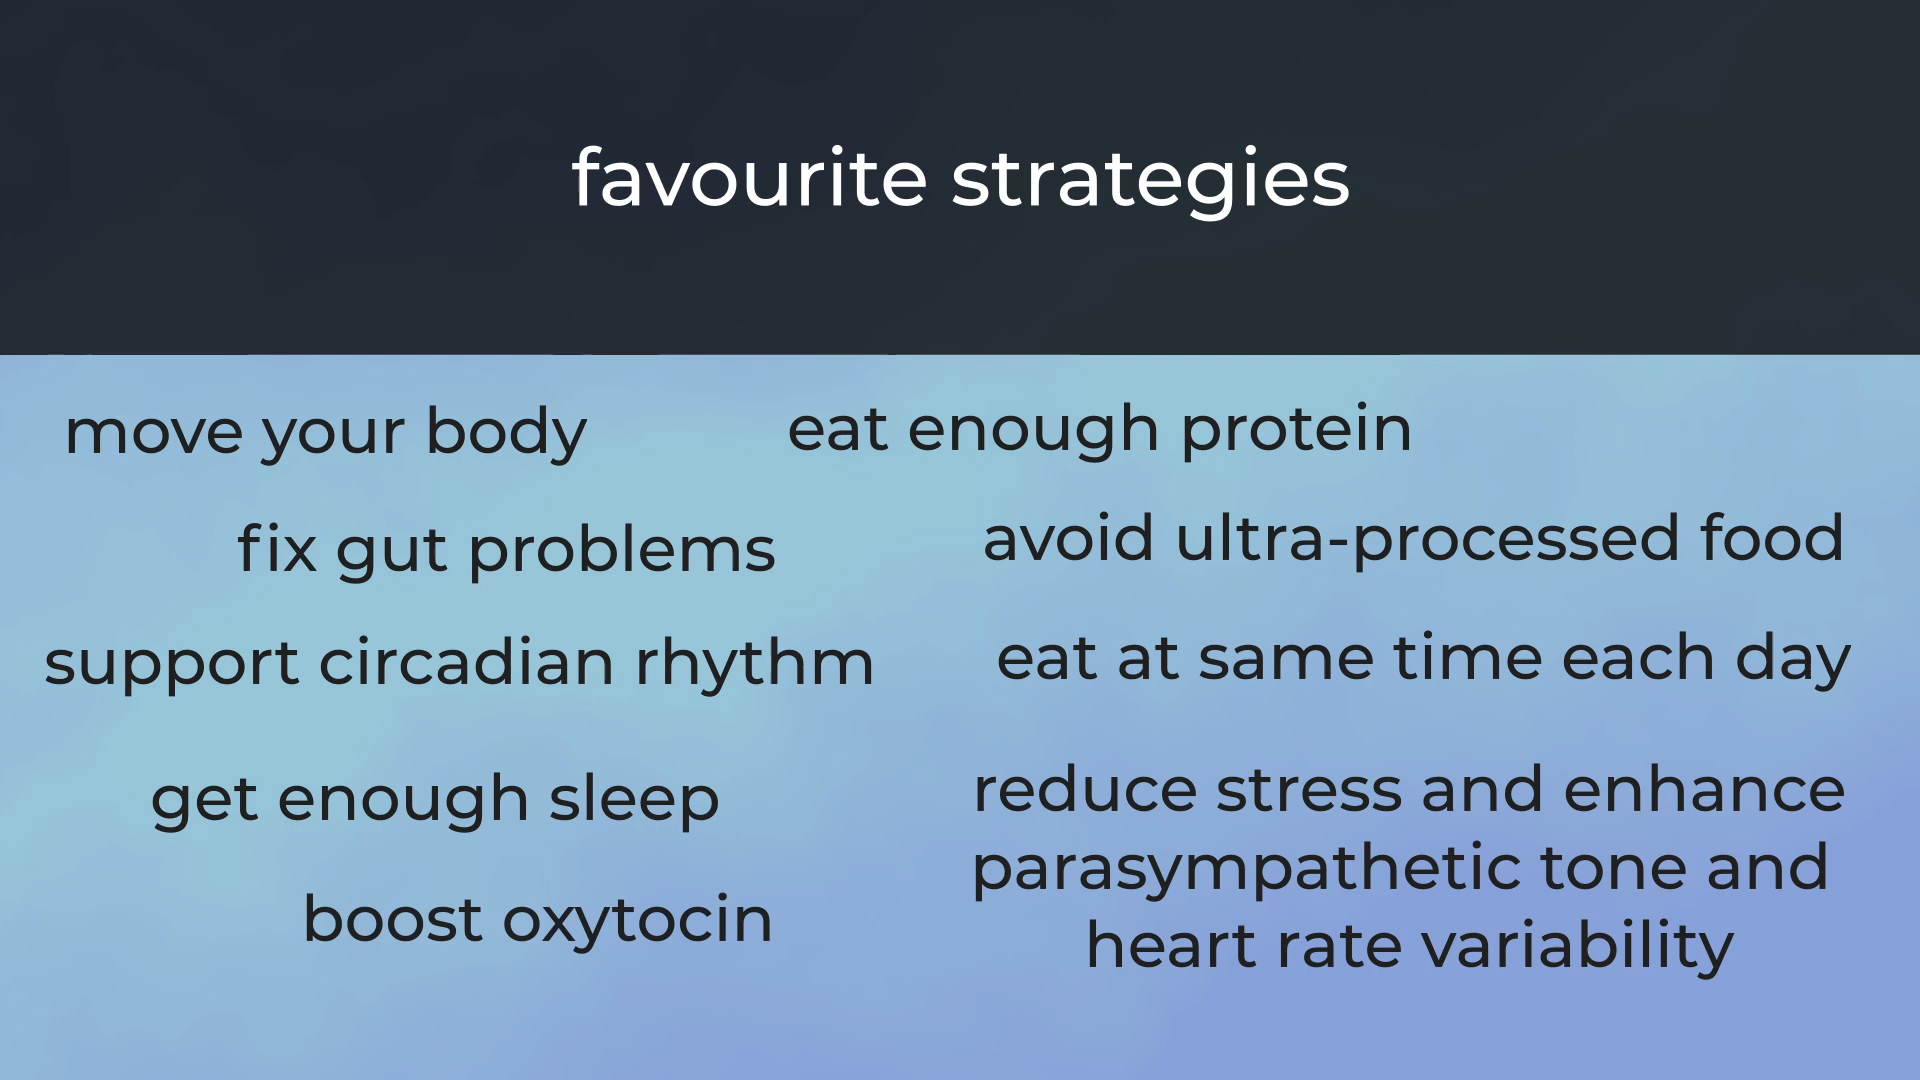 favourite strategies
move your body
eat enough protein
fix gut problems
avoid ultra-processed food
support circadian rhythm
eat at same time each day
get enough sleep
reduce stress and enhance
parasympathetic tone and
heart rate variability
boost oxytocin